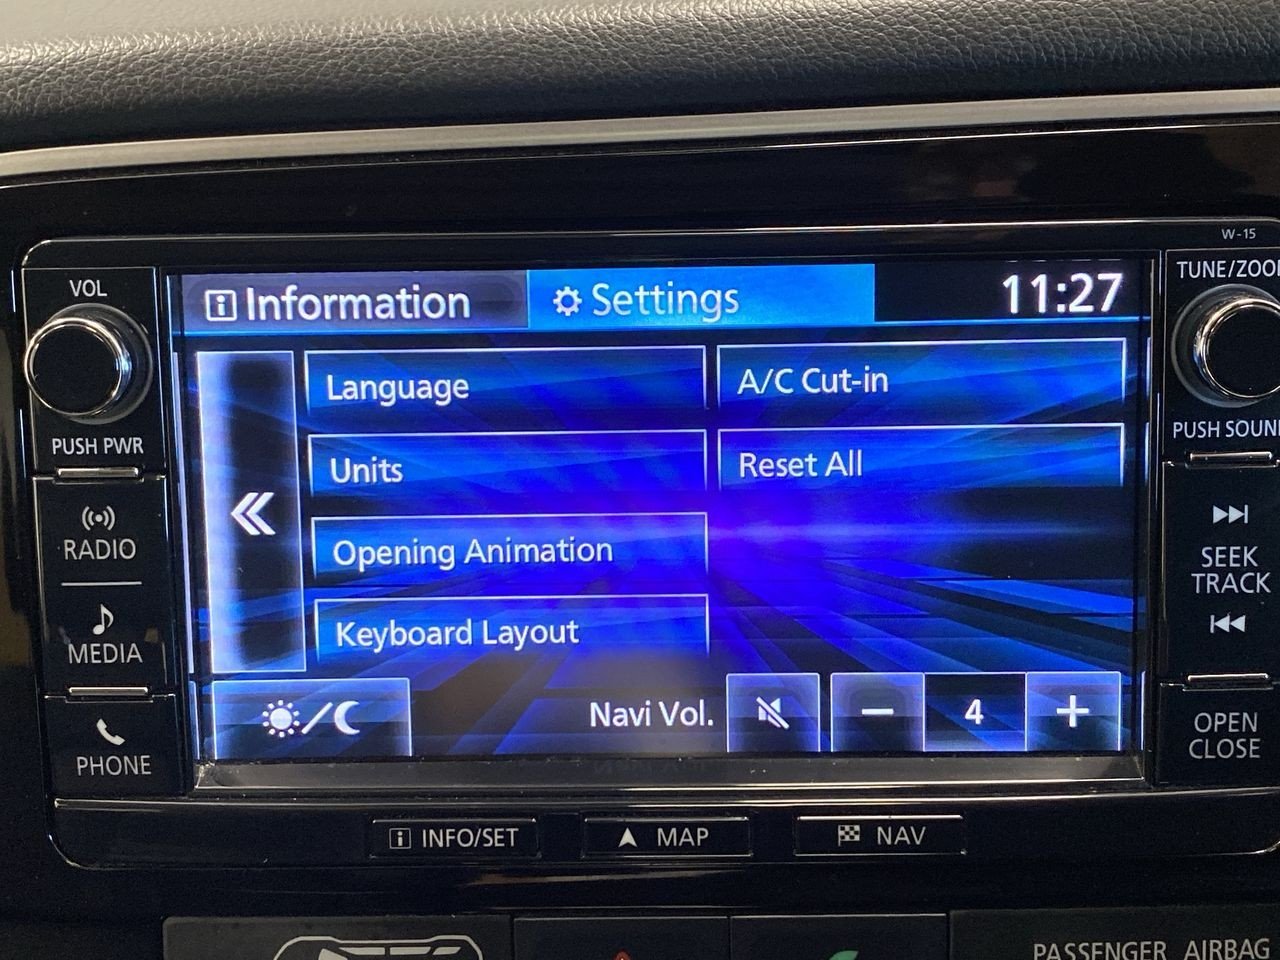 W-15
VOL
TUNE/ZOO
Information
Settings
11:27
Language
A/C Cut-in
PUSH PWR
PUSH SOUN
Units
Reset All
RADIO
Opening Animation
SEEK
TRACK
MEDIA
Keyboard Layout
Navi Vol.
4
PHONE
OPEN
CLOSE
INFO/SET
MAP
NAV
PASSENGER AIRBAG